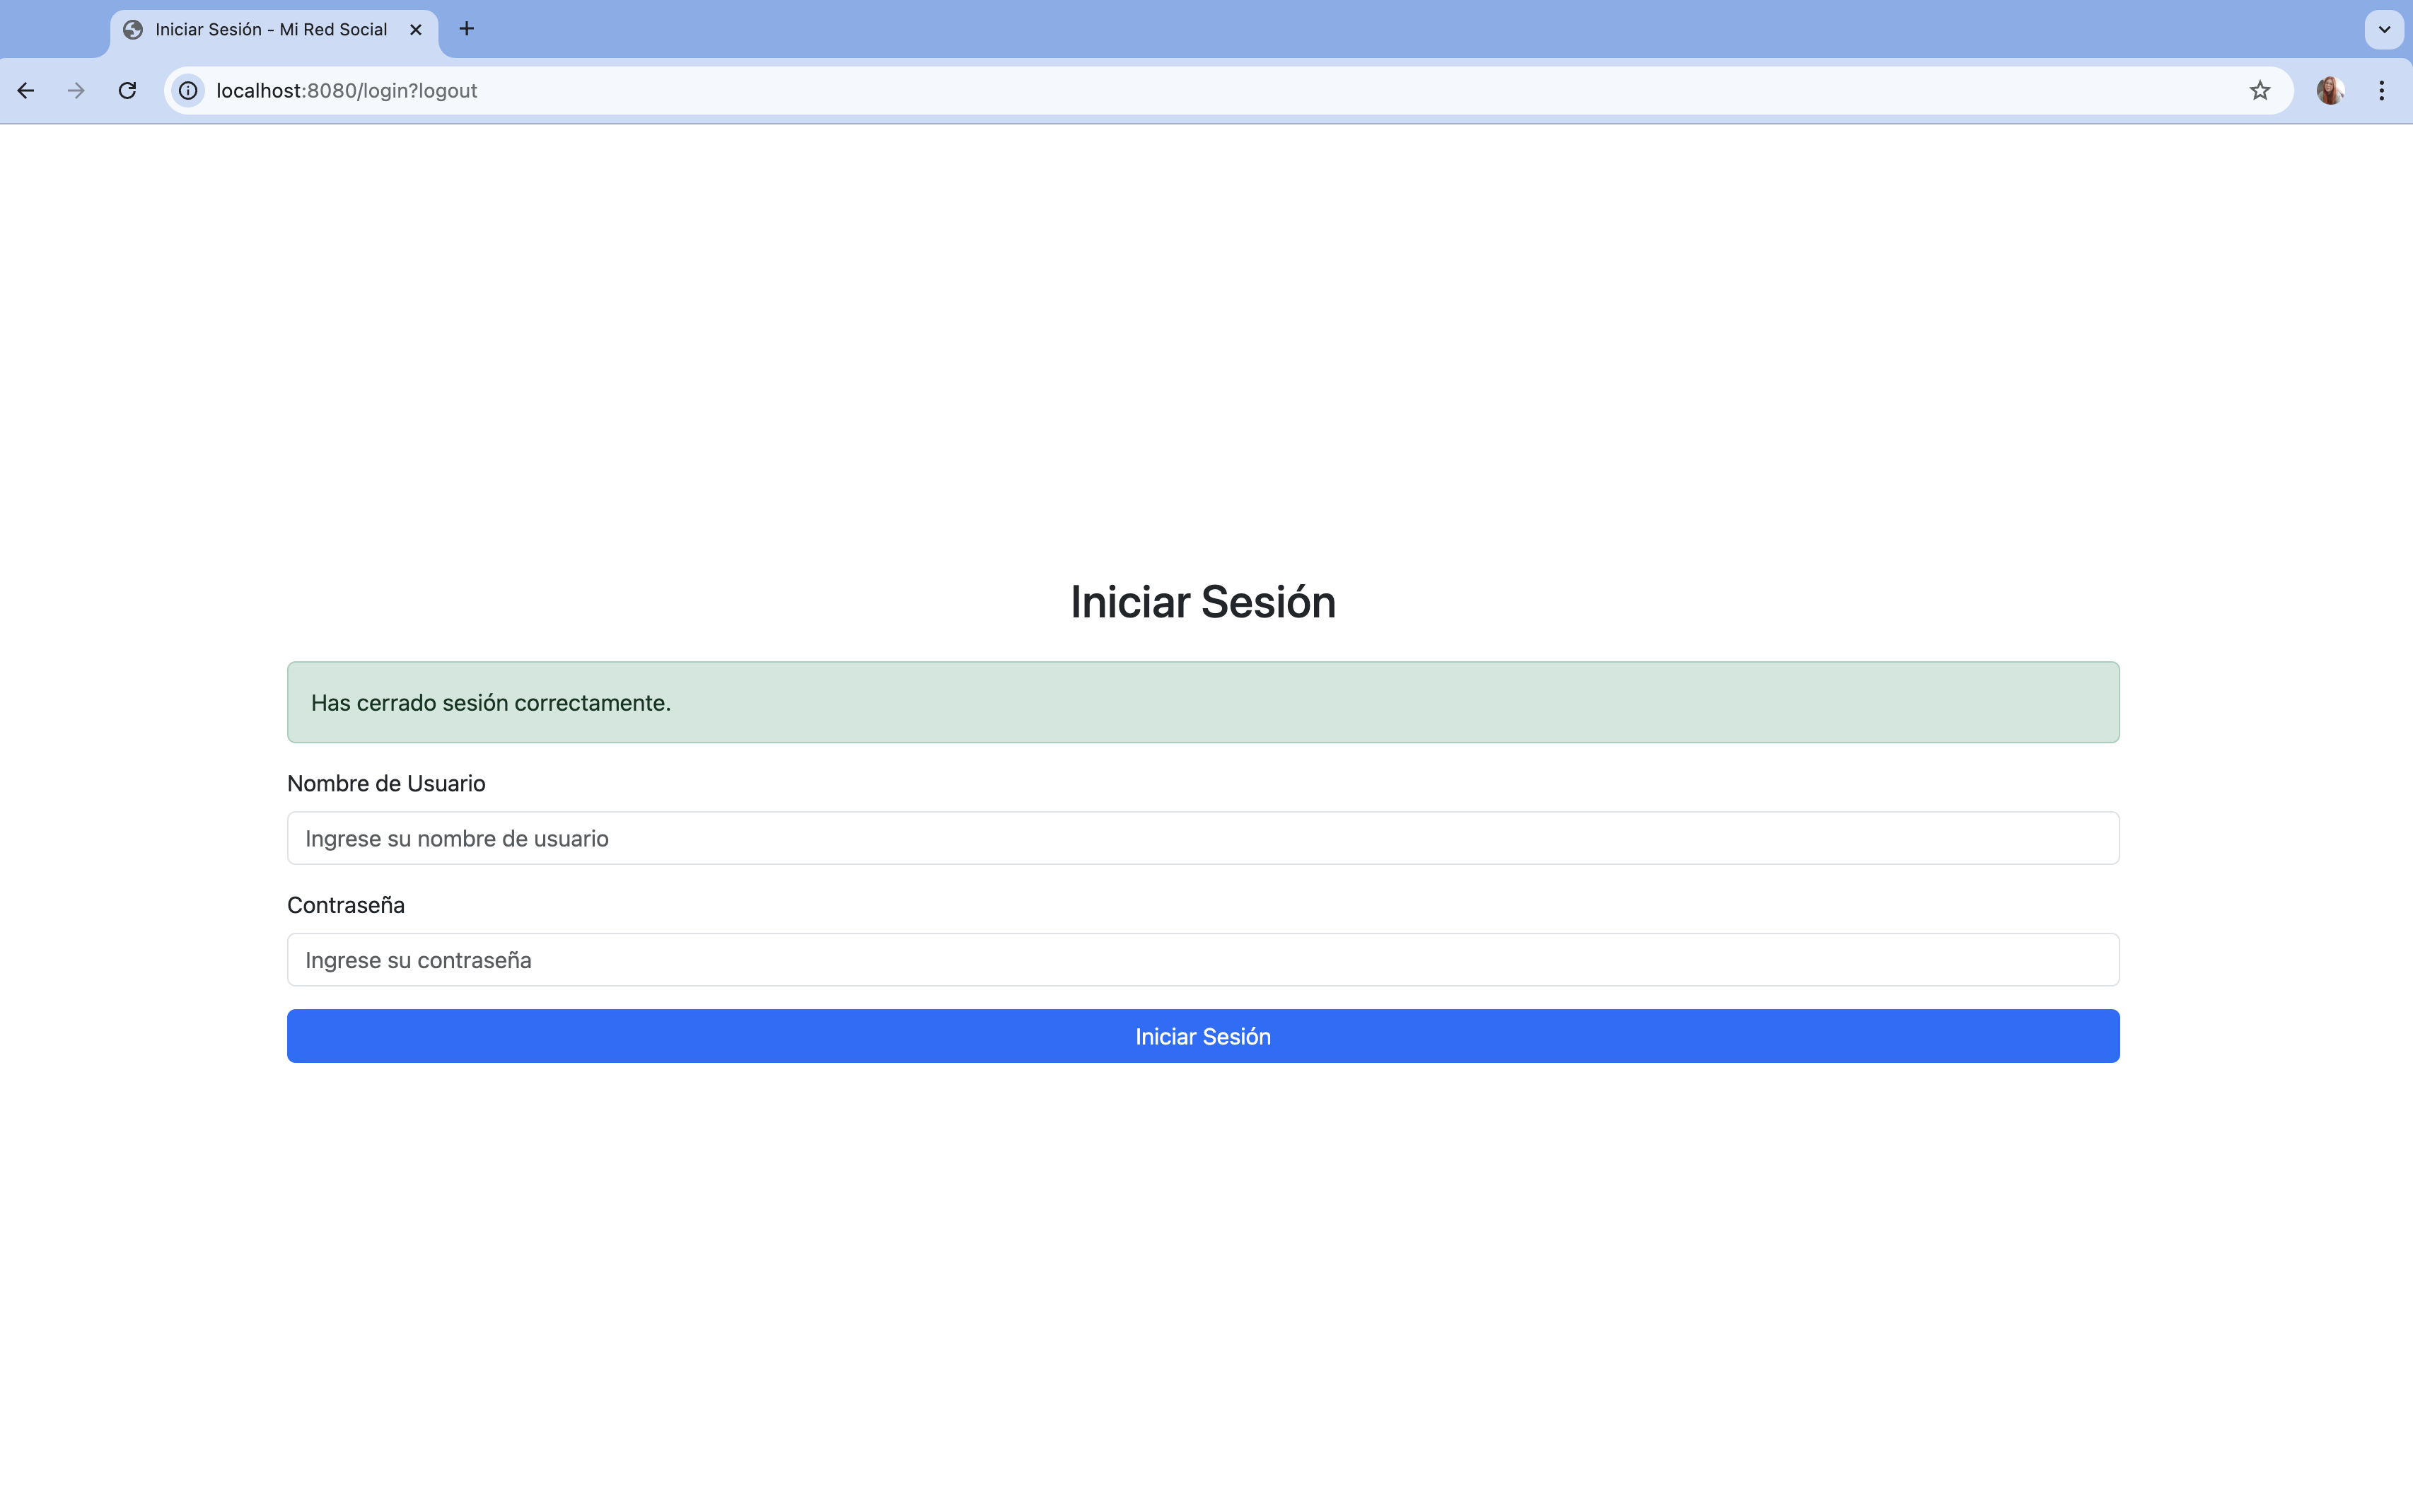 Iniciar Sesión - Mi Red Social
localhost:8080/login?logout
Iniciar Sesión
Has cerrado sesión correctamente.
Nombre de Usuario
Ingrese su nombre de usuario
Contraseña
Ingrese su contraseña
Iniciar Sesión